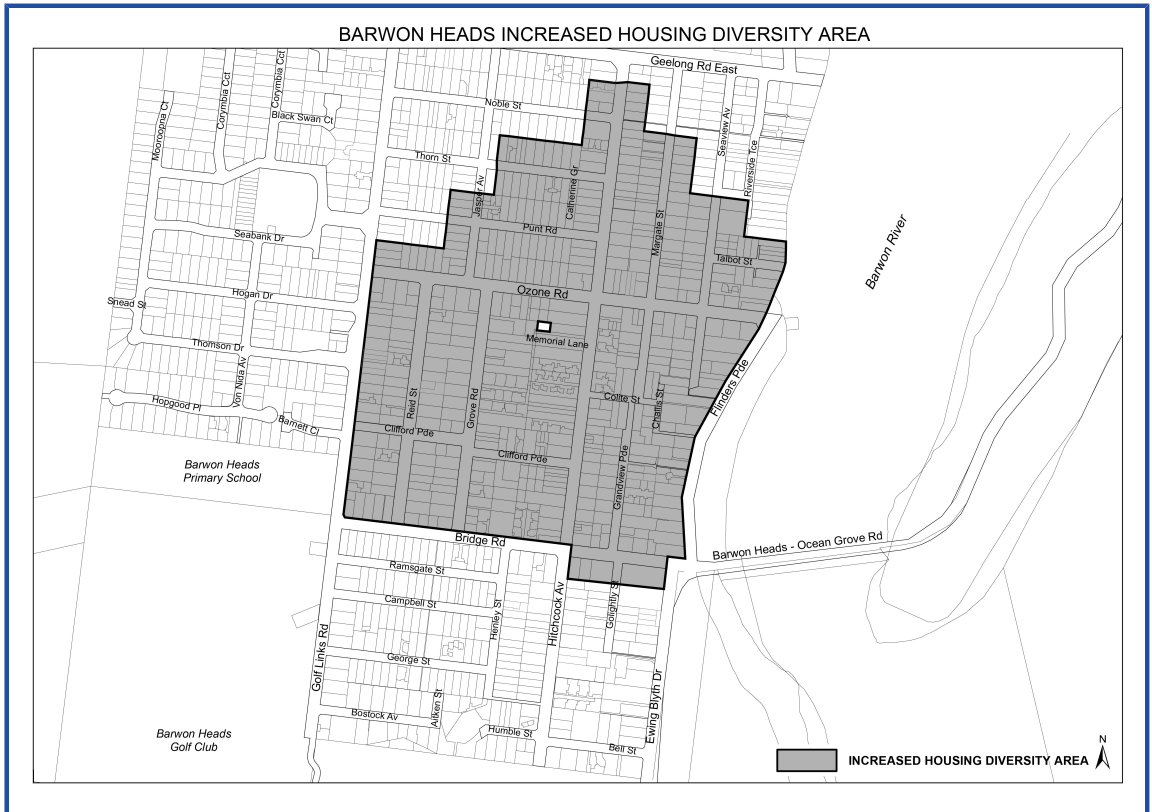 BARWON HEADS INCREASED HOUSING DIVERSITY AREA
Geelong Rd East
Corymbia Cct
Corymbia Cct
Mooroopna Ct
Noble St
Black Swan Ct
Seaview Av
Thorn St
Riverside Tce
Jasper Av
Catherine Gr
Margate St
Punt Rd
Seabank Dr
Talbot St
Barwon River
Hogan Dr
Ozone Rd
Snead St
Memorial Lane
Thomson Dr
Von Nida Av
Flinders Pde
Reid St
Grove Rd
Colite St
Challis St
Hopgood Pl
Barnett Cl
Clifford Pde
Clifford Pde
Grandview Pde
Barwon Heads
Primary School
Bridge Rd
Barwon Heads - Ocean Grove Rd
Ramsgate St
Campbell St
Henley St
Hitchcock Av
Golightly St
George St
Golf Links Rd
Aitken St
Bostock Av
Humble St
Ewing Blyth Dr
Bell St
Barwon Heads
Golf Club
N
INCREASED HOUSING DIVERSITY AREA